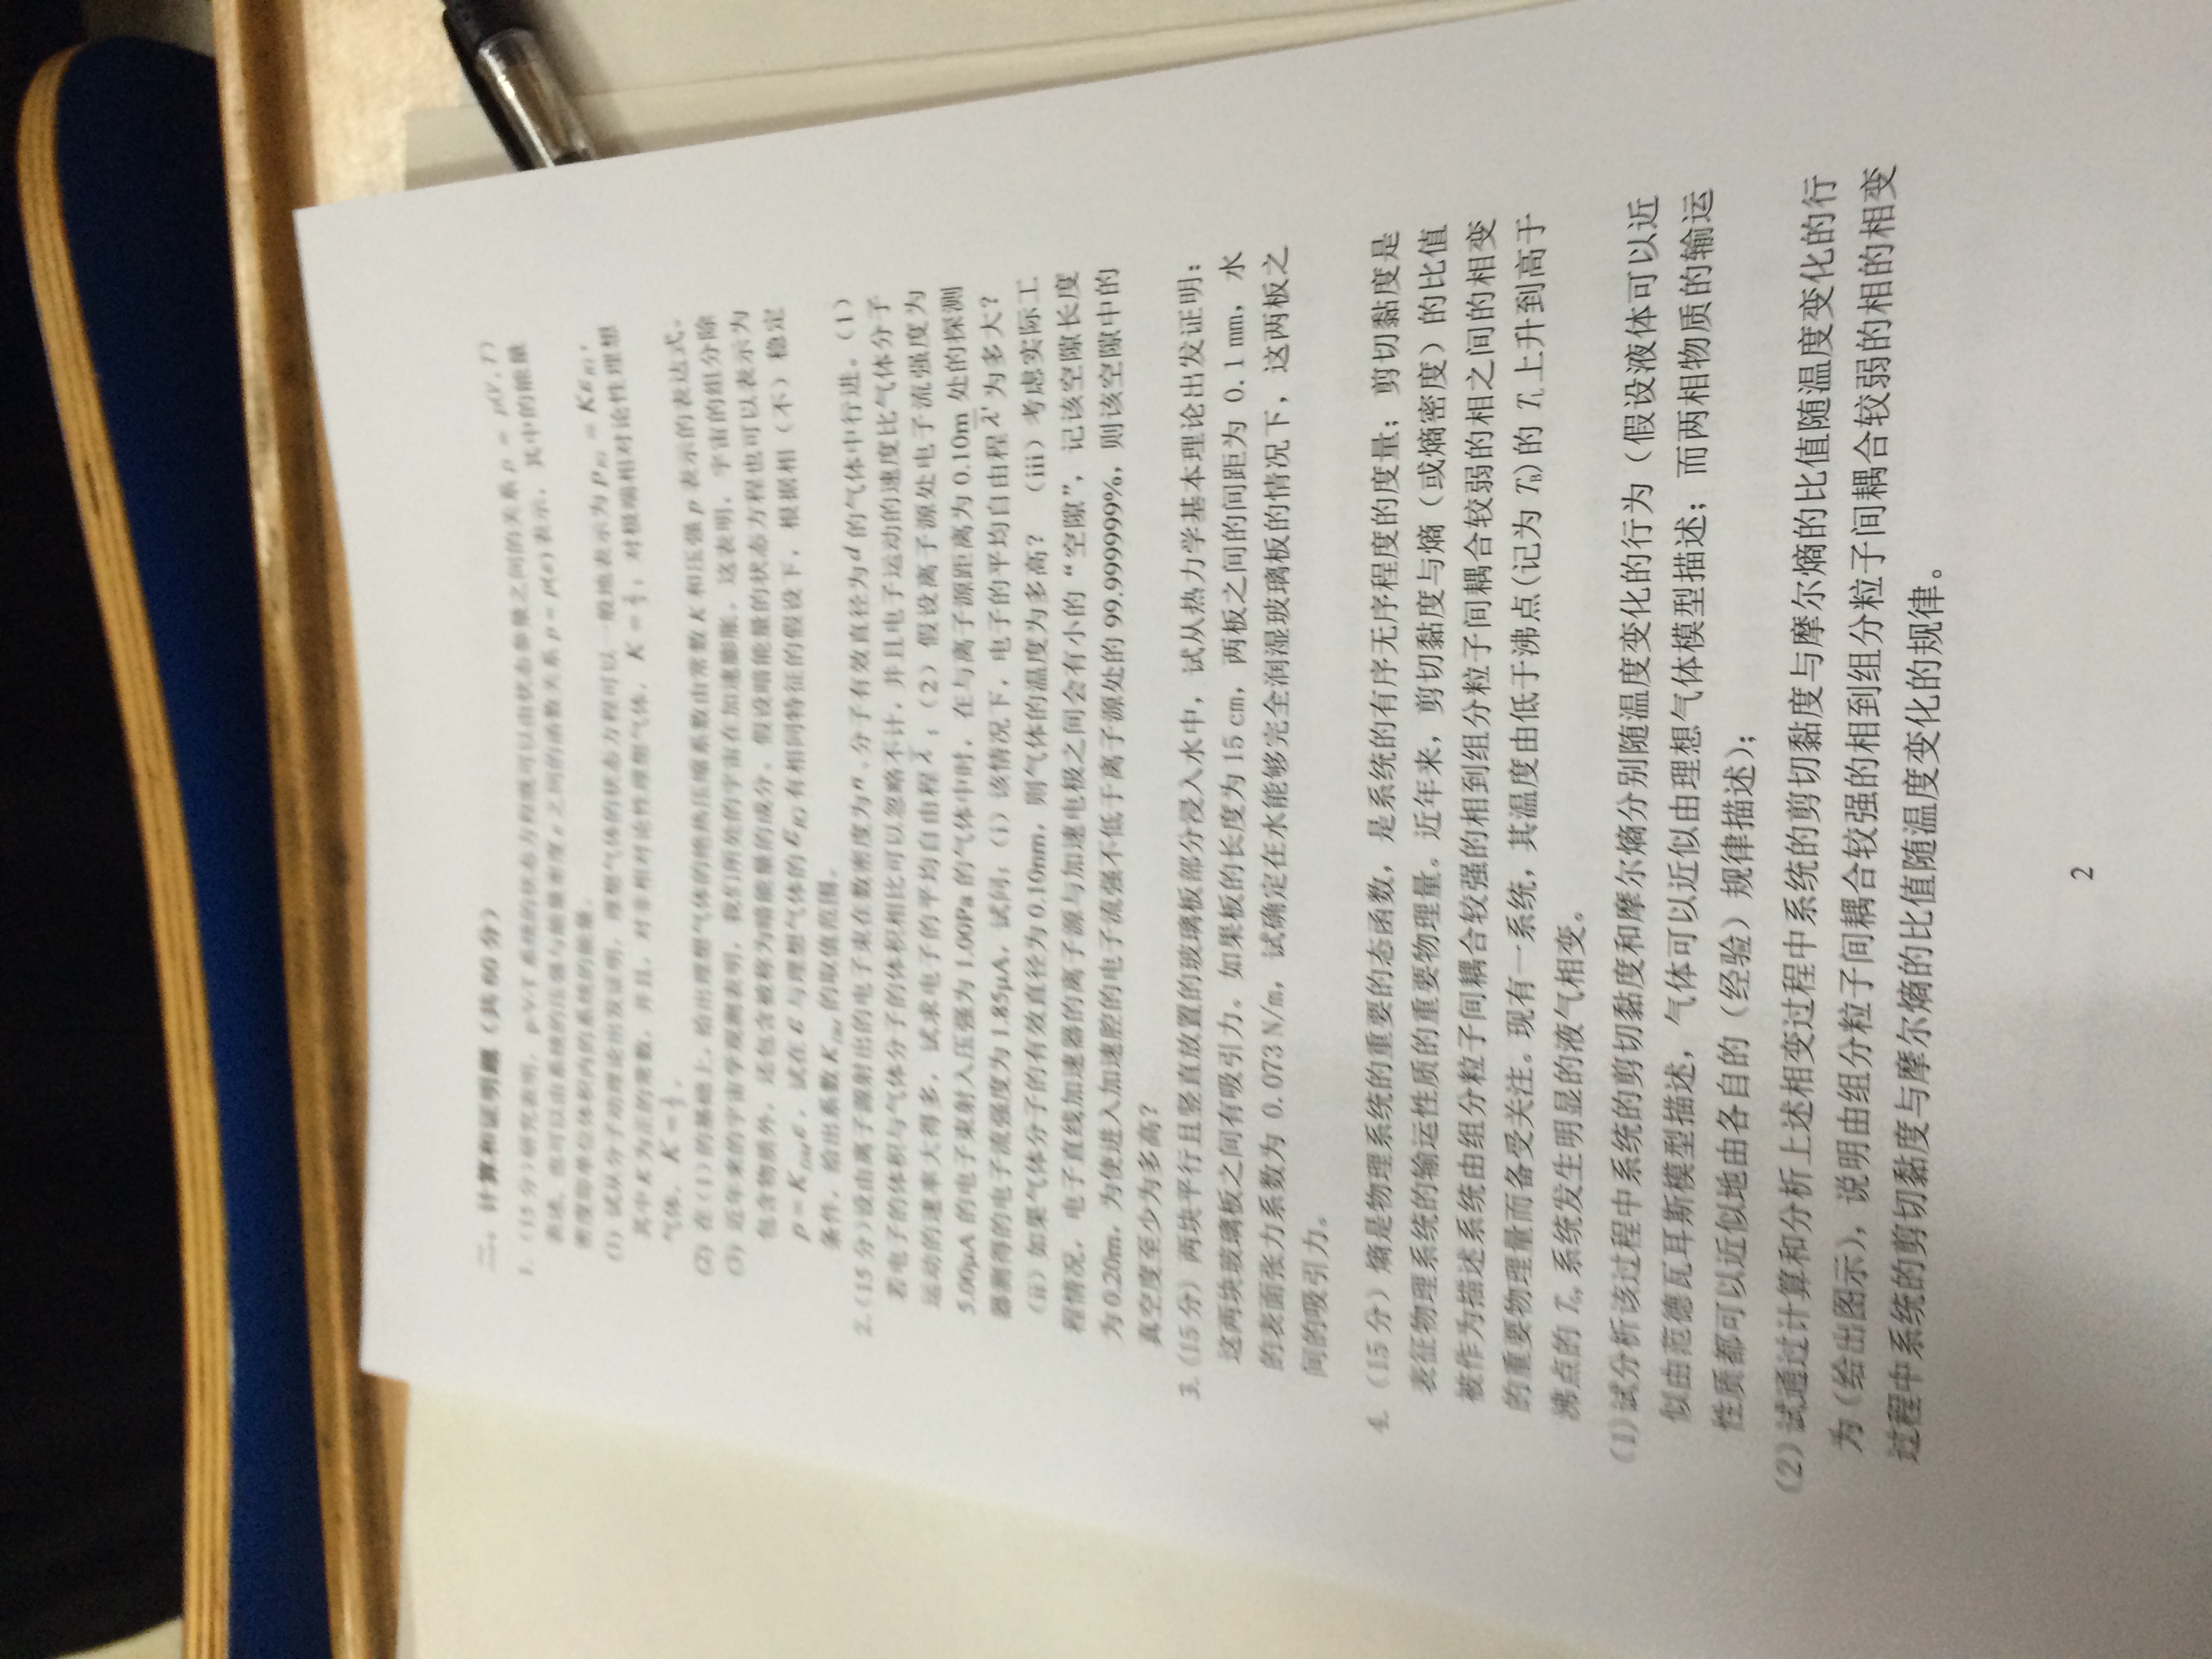 二、计算和证明题（共 60 分）
1.（15 分）研究表明，p-V-T 系统的状态方程既可以由状态参量之间的关系 p = p(V,T)
表述，也可以由系统的压强与能量密度 ε 之间的函数关系 p = p(ε) 表示，其中的能量
密度即单位体积内的系统的能量。
(1) 试从分子动理论出发证明，理想气体的状态方程可以一般地表示为
其中 K 为正的常数，并且，对非相对论性理想气体，K = ；对极端相对论性理想
气体，K =
(2) 在（1）的基础上，给出理想气体的绝热压缩系数由常数 K 和压强 p 表示的表达式。
(3) 近年来的宇宙学观测表明，我们所处的宇宙在加速膨胀。这表明，宇宙的组分除
包含物质外，还包含被称为暗能量的成分。假设暗能量的状态方程也可以表示为
，试在 ε 与理想气体的 有相同特征的假设下，根据相（不）稳定
条件，给出系数 的取值范围。
2.（15 分）设由离子源射出的电子束在数密度为 n、分子有效直径为 d 的气体中行进。（1）
若电子的体积与气体分子的体积相比可以忽略不计，并且电子运动的速度比气体分子
运动的速率大得多，试求电子的平均自由程 λ̄；（2）假设离子源处电子流强度为
5.00μA 的电子束射入压强为 1.00Pa 的气体中时，在与离子源距离为 0.10m 处的探测
器测得的电子流强度为 1.85μA，试问：（i）该情况下，电子的平均自由程 λ̄' 为多大？
（ii）如果气体分子的有效直径为 0.10nm，则气体的温度为多高？ （iii）考虑实际工
程情况，电子直线加速器的离子源与加速电极之间会有小的“空隙”，记该空隙长度
为 0.20m，为使进入加速腔的电子流强不低于离子源处的 99.999999%，则该空隙中的
真空度至少为多高？
3.（15 分）两块平行且竖直放置的玻璃板部分浸入水中，试从热力学基本理论出发证明：
这两块玻璃板之间有吸引力。如果板的长度为 15 cm，两板之间的间距为 0.1 mm，水
的表面张力系数为 0.073 N/m，试确定在水能够完全润湿玻璃板的情况下，这两板之
间的吸引力。
4.（15 分）熵是物理系统的重要的态函数，是系统的有序无序程度的度量；剪切黏度是
表征物理系统的输运性质的重要物理量。近年来，剪切黏度与熵（或熵密度）的比值
被作为描述系统由组分粒子间耦合较强的相到组分粒子间耦合较弱的相之间的相变
的重要物理量而备受关注。现有一系统，其温度由低于沸点(记为 TB)的 TL 上升到高于
沸点的 TG，系统发生明显的液气相变。
(1)试分析该过程中系统的剪切黏度和摩尔熵分别随温度变化的行为（假设液体可以近
似由范德瓦耳斯模型描述，气体可以近似由理想气体模型描述；而两相物质的输运
性质都可以近似地由各自的（经验）规律描述）；
(2)试通过计算和分析上述相变过程中系统的剪切黏度与摩尔熵的比值随温度变化的行
为（给出图示），说明由组分粒子间耦合较强的相到组分粒子间耦合较弱的相的相变
过程中系统的剪切黏度与摩尔熵的比值随温度变化的规律。
2